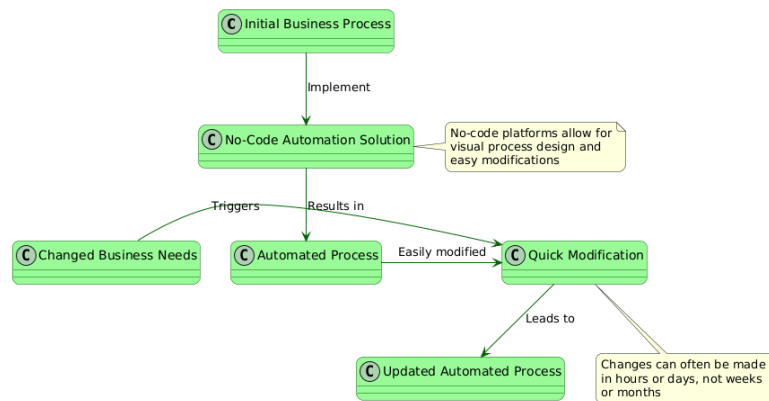 C Initial Business Process
Implement
C No-Code Automation Solution
No-code platforms allow for
visual process design and
easy modifications
Triggers
Results in
C Changed Business Needs
C Automated Process
Easily modified
C Quick Modification
Leads to
C Updated Automated Process
Changes can often be made
in hours or days, not weeks
or months